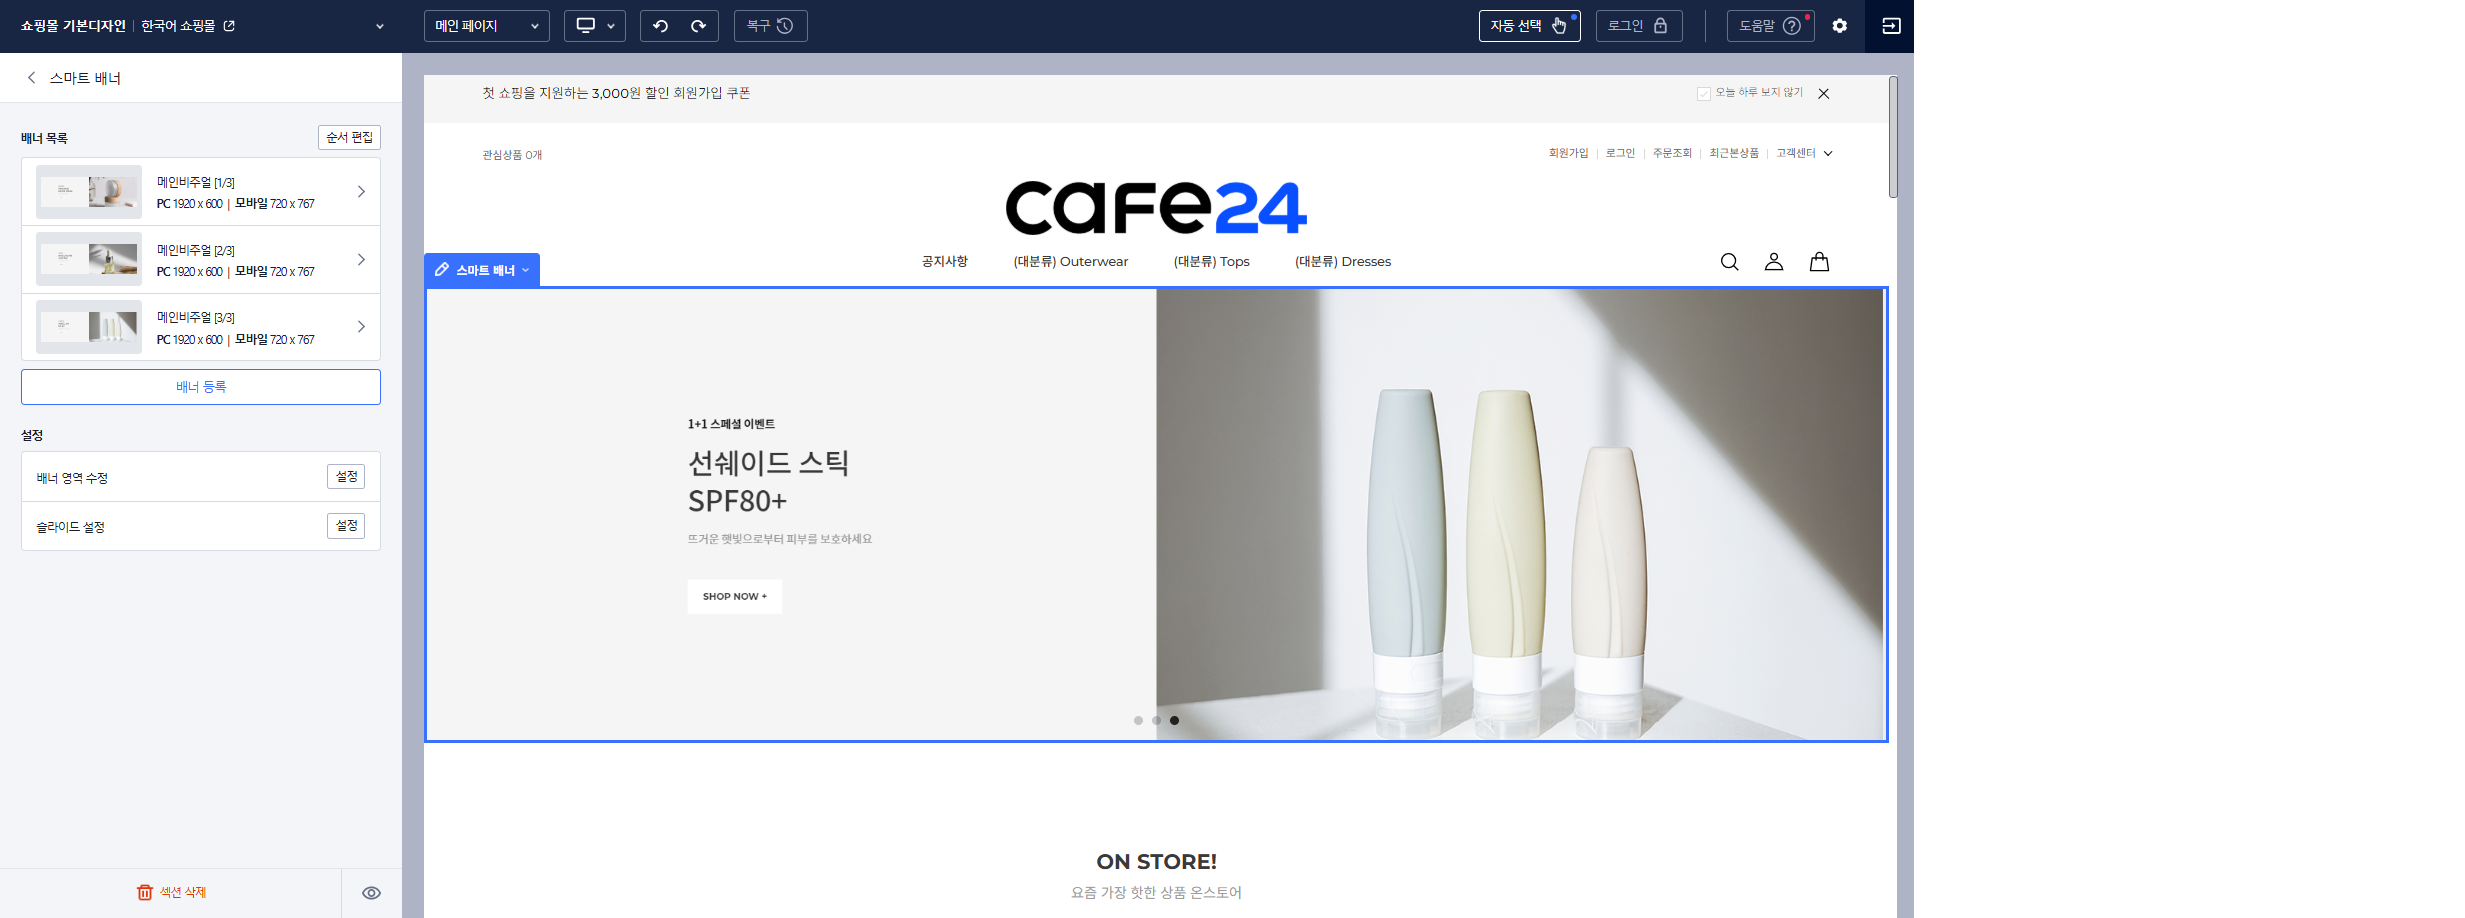 쇼핑몰 기본디자인 | 한국어 쇼핑몰
메인 페이지
복구
자동 선택
로그인
도움말
스마트 배너
배너 목록
순서 편집
메인비주얼 [1/3]
PC 1920 x 600 | 모바일 720 x 767
메인비주얼 [2/3]
PC 1920 x 600 | 모바일 720 x 767
메인비주얼 [3/3]
PC 1920 x 600 | 모바일 720 x 767
배너 등록
설정
배너 영역 수정
설정
슬라이드 설정
설정
섹션 삭제
첫 쇼핑을 지원하는 3,000원 할인 회원가입 쿠폰
오늘 하루 보지 않기
관심상품 0개
회원가입 | 로그인 | 주문조회 | 최근본상품 | 고객센터
cafe24
공지사항 (대분류) Outerwear (대분류) Tops (대분류) Dresses
스마트 배너
1+1 스페셜 이벤트
선쉐이드 스틱
SPF80+
뜨거운 햇빛으로부터 피부를 보호하세요
SHOP NOW +
ON STORE!
요즘 가장 핫한 상품 온스토어